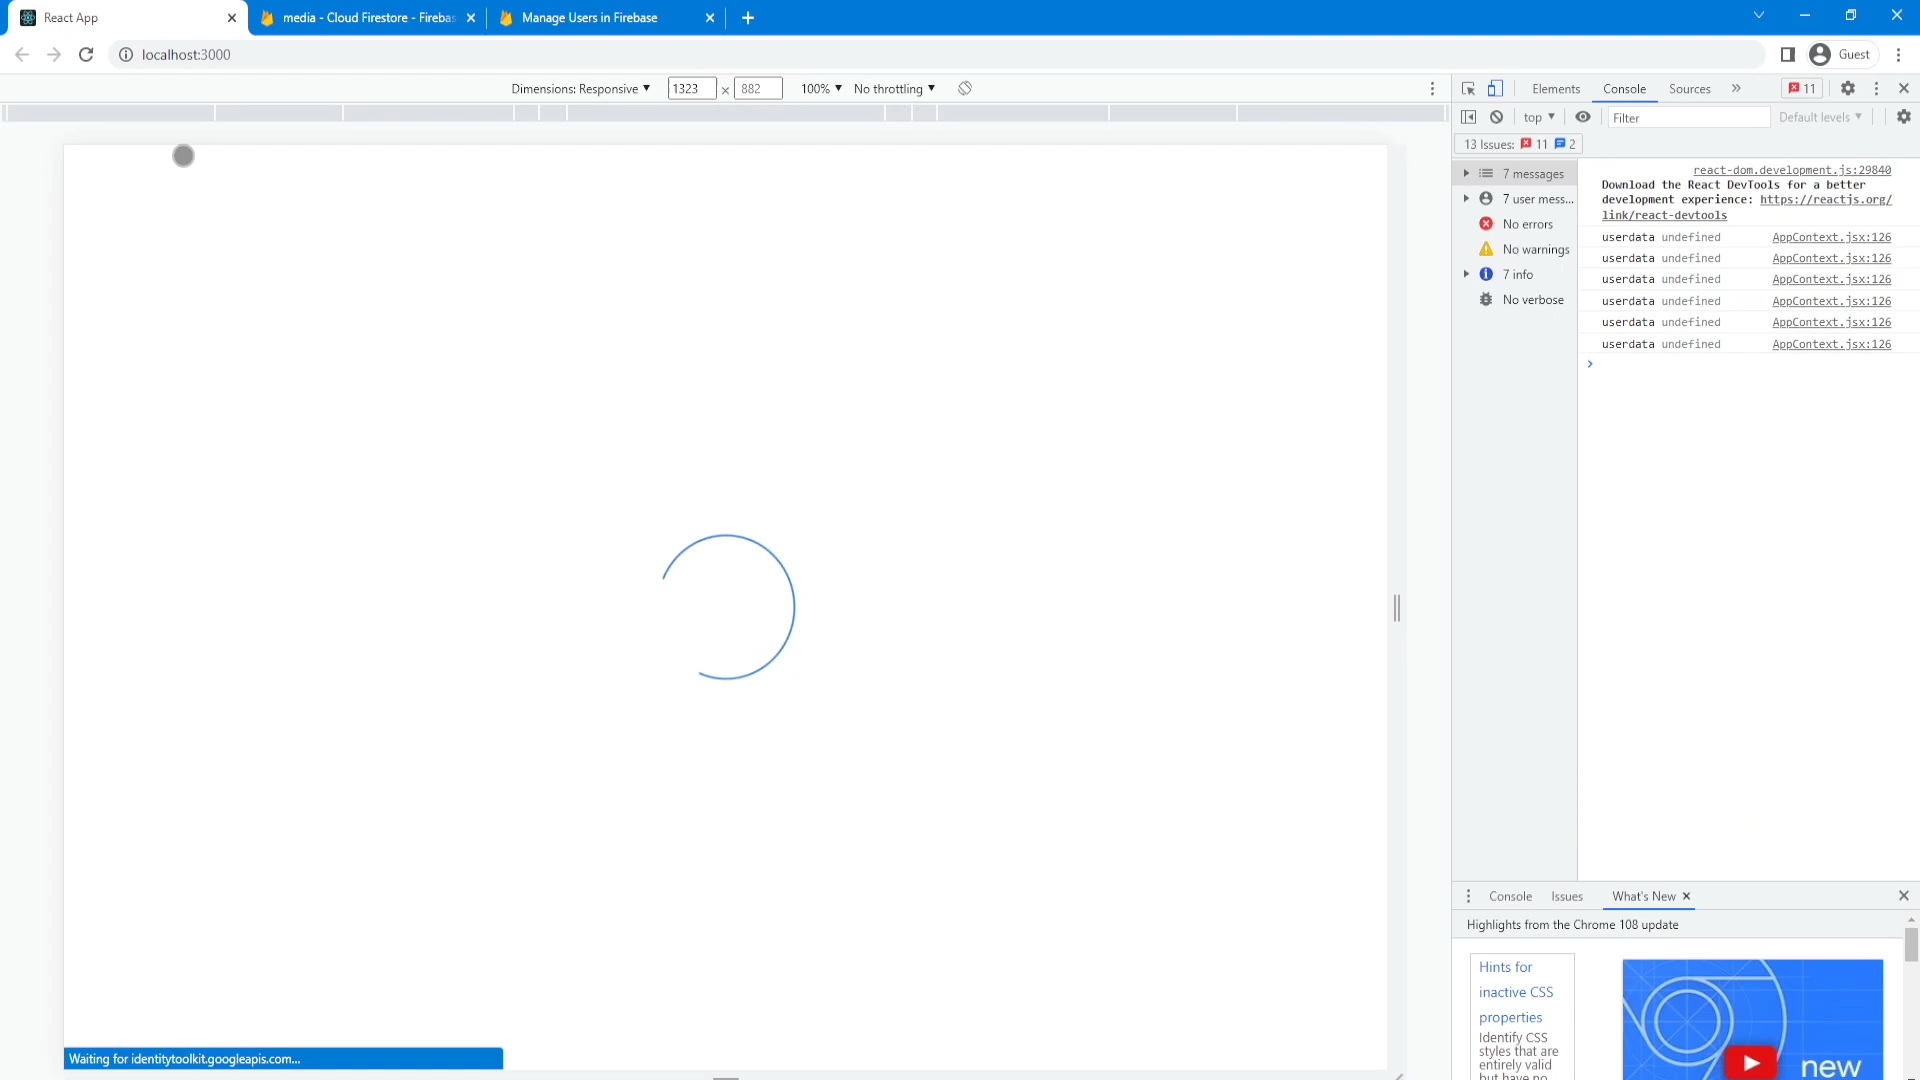 React App
media - Cloud Firestore - Firebas
Manage Users in Firebase
localhost:3000
Guest
Dimensions: Responsive
1323 x 882
100%
No throttling
Elements
Console
Sources
11
top
Filter
Default levels
13 Issues: 11 2
7 messages
7 user mess...
No errors
No warnings
7 info
No verbose
react-dom.development.js:29840
Download the React DevTools for a better
development experience: https://reactjs.org/
link/react-devtools
userdata undefined AppContext.jsx:126
userdata undefined AppContext.jsx:126
userdata undefined AppContext.jsx:126
userdata undefined AppContext.jsx:126
userdata undefined AppContext.jsx:126
userdata undefined AppContext.jsx:126
Console
Issues
What's New
Highlights from the Chrome 108 update
Hints for
inactive CSS
properties
Identify CSS
styles that are
entirely valid
but have no
new
Waiting for identitytoolkit.googleapis.com...